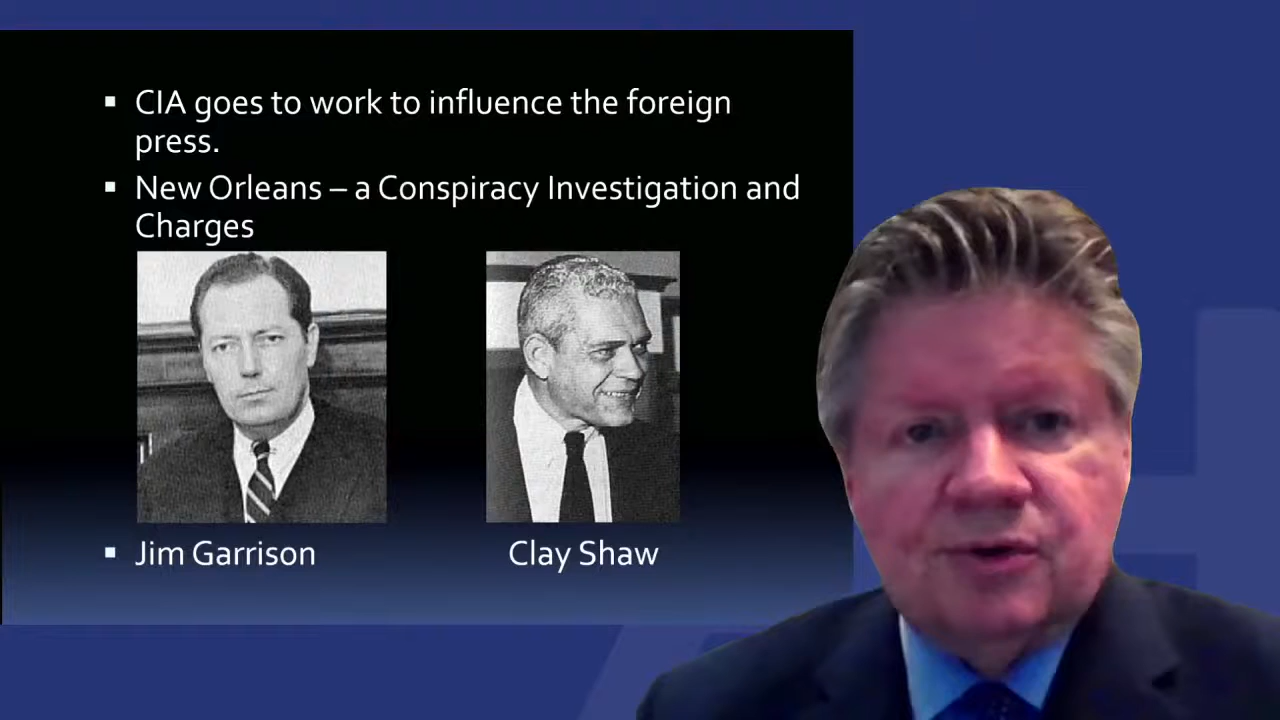 ▪ CIA goes to work to influence the foreign
press.
▪ New Orleans – a Conspiracy Investigation and
Charges
▪ Jim Garrison Clay Shaw